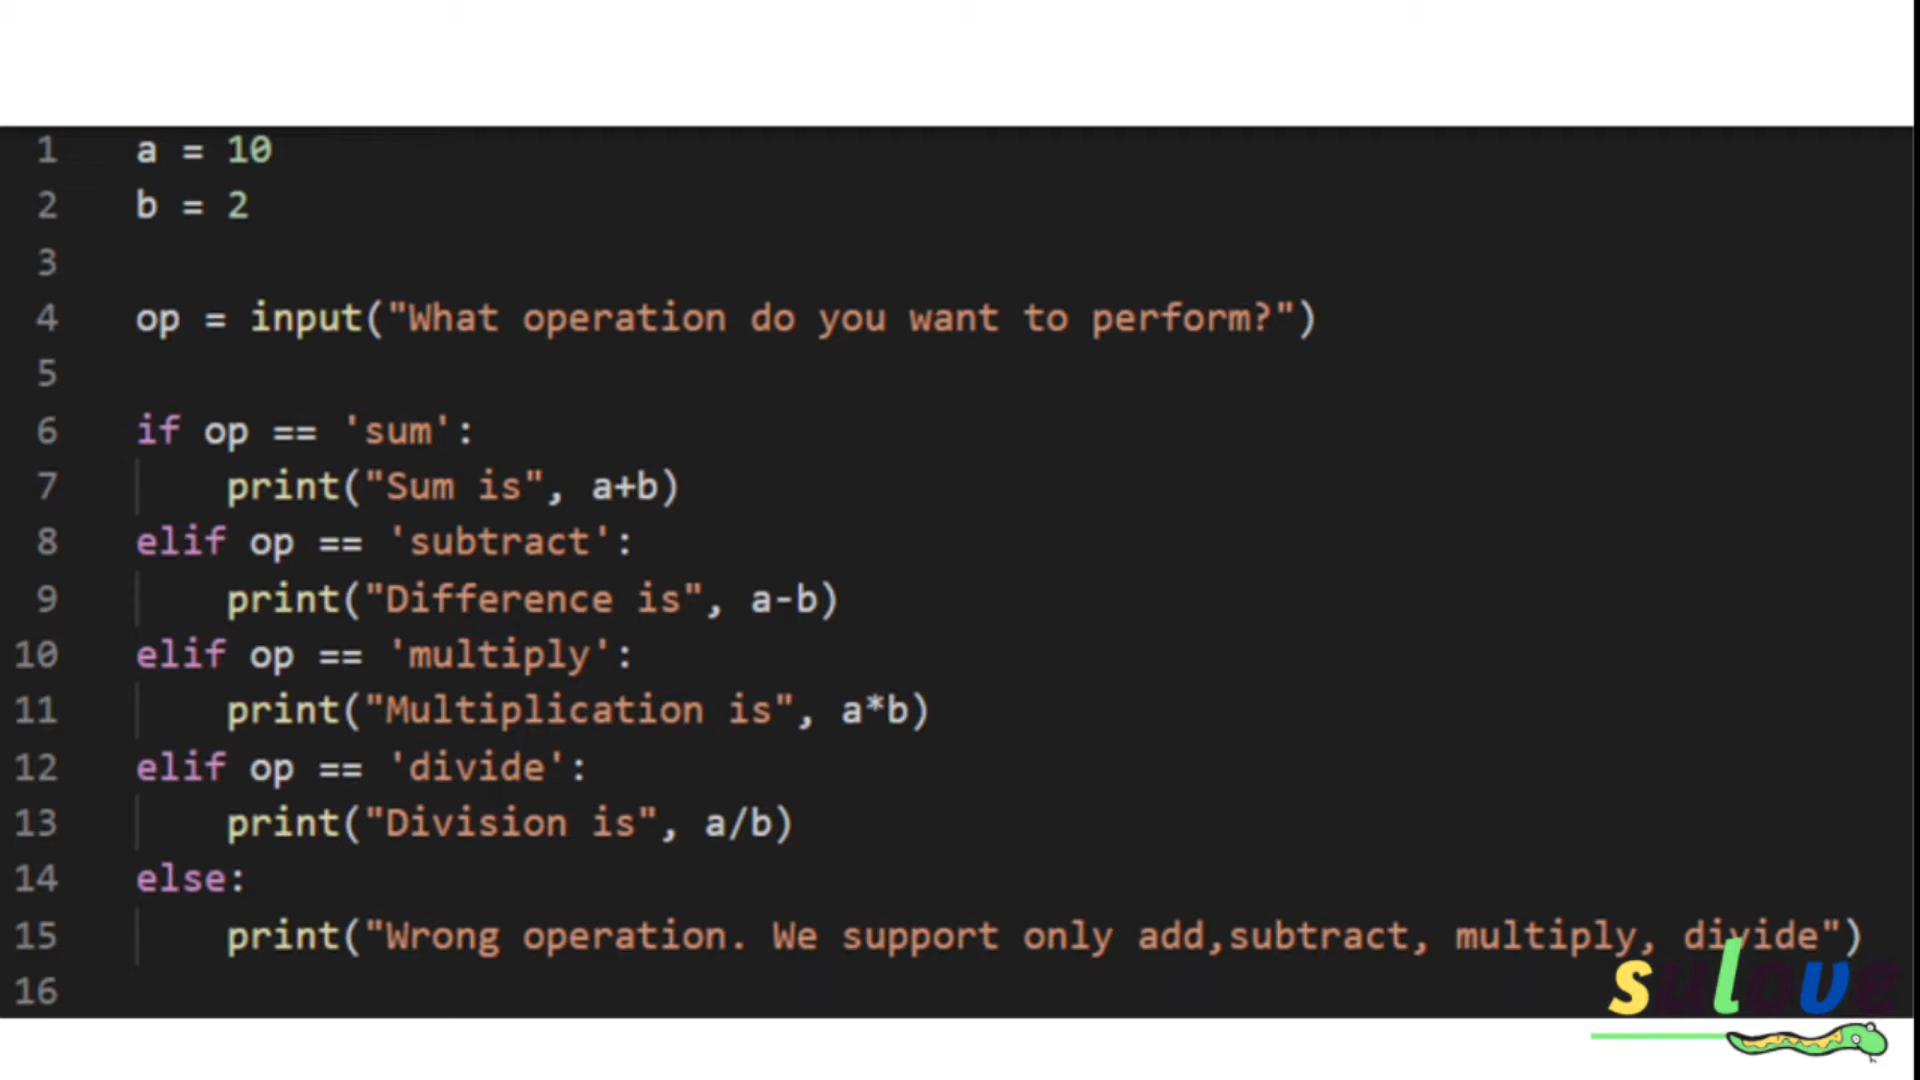 1 a = 10
2 b = 2
3
4 op = input("What operation do you want to perform?")
5
6 if op == 'sum':
7     print("Sum is", a+b)
8 elif op == 'subtract':
9     print("Difference is", a-b)
10 elif op == 'multiply':
11     print("Multiplication is", a*b)
12 elif op == 'divide':
13     print("Division is", a/b)
14 else:
15     print("Wrong operation. We support only add,subtract, multiply, divide")
16
sulove